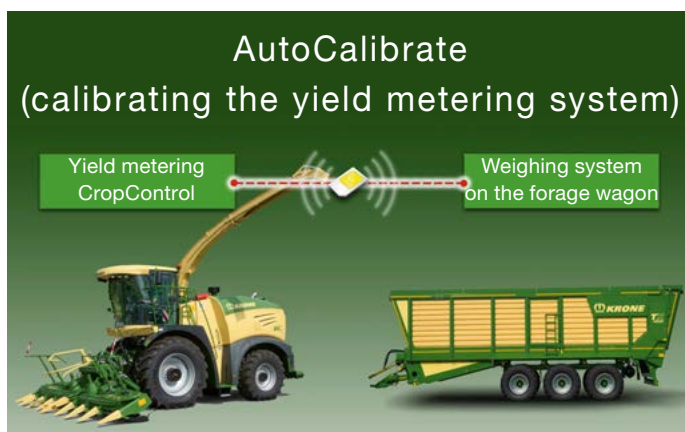 AutoCalibrate
(calibrating the yield metering system)
Yield metering
CropControl
Weighing system
on the forage wagon
KRONE